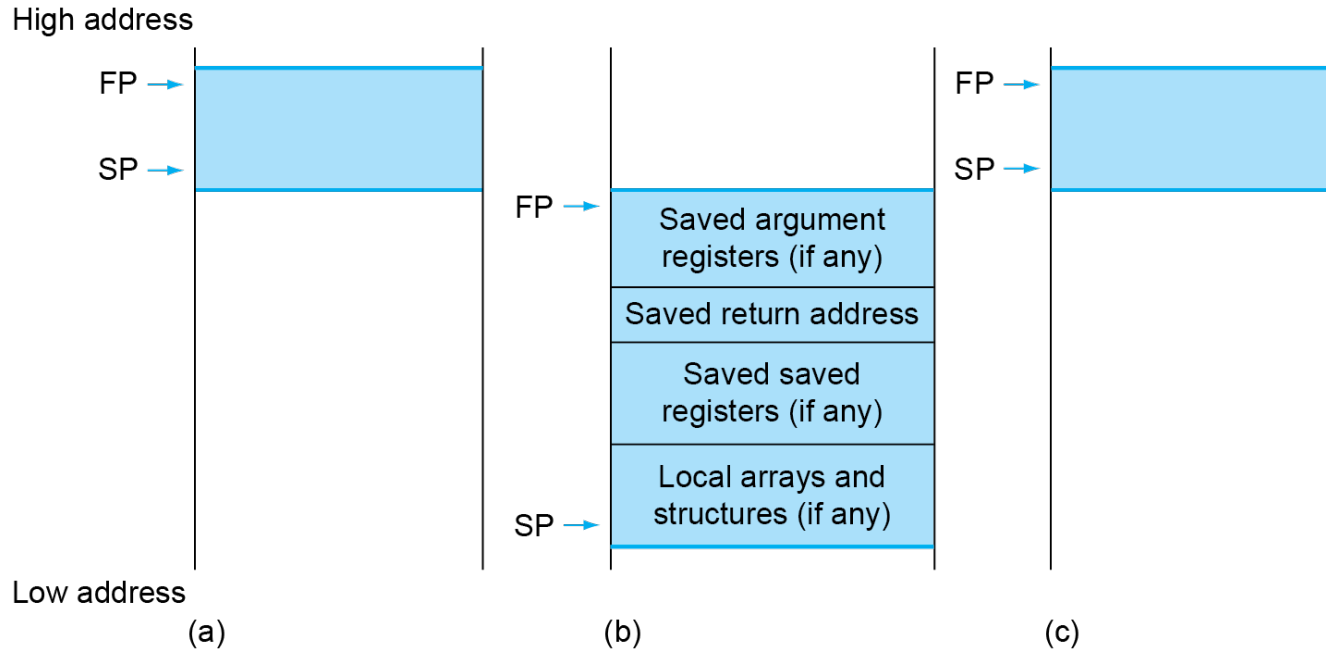 High address
FP
SP
FP
Saved argument
registers (if any)
Saved return address
Saved saved
registers (if any)
Local arrays and
structures (if any)
SP
FP
SP
Low address
(a)
(b)
(c)